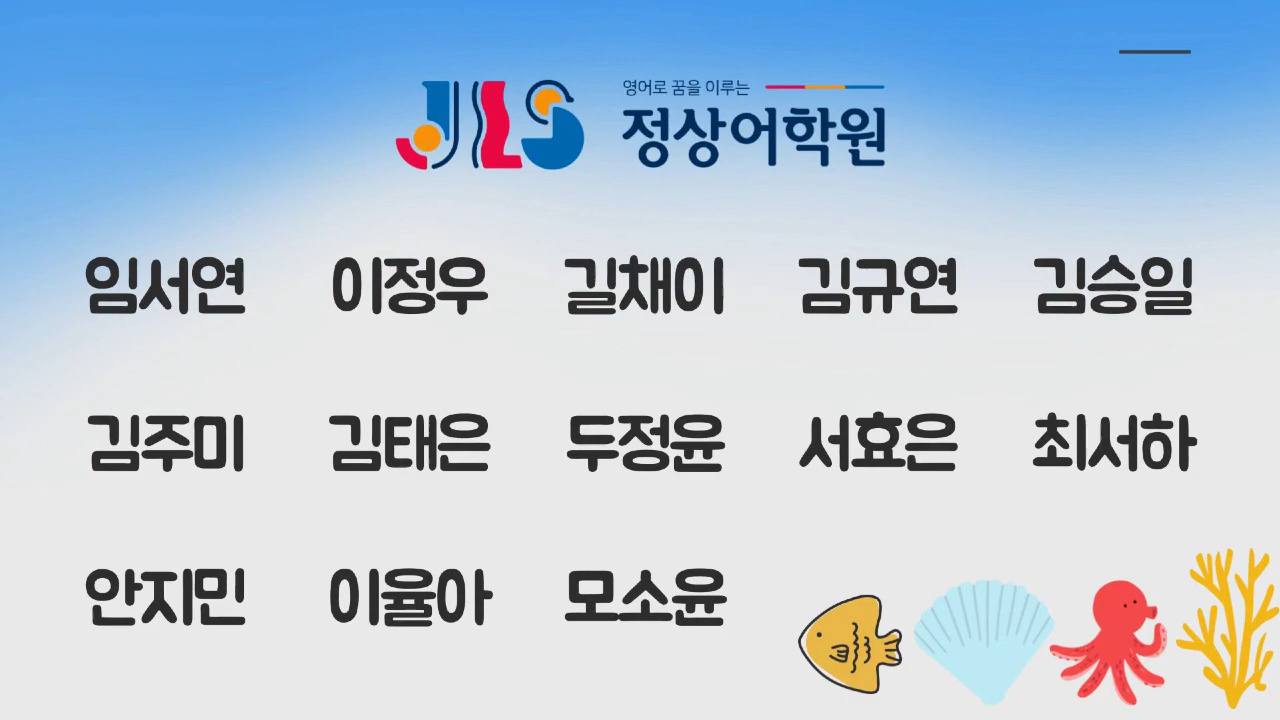 JLS
영어로 꿈을 이루는
정상어학원
임서연 이정우 길채이 김규연 김승일
김주미 김태은 두정윤 서효은 최서하
안지민 이율아 모소윤